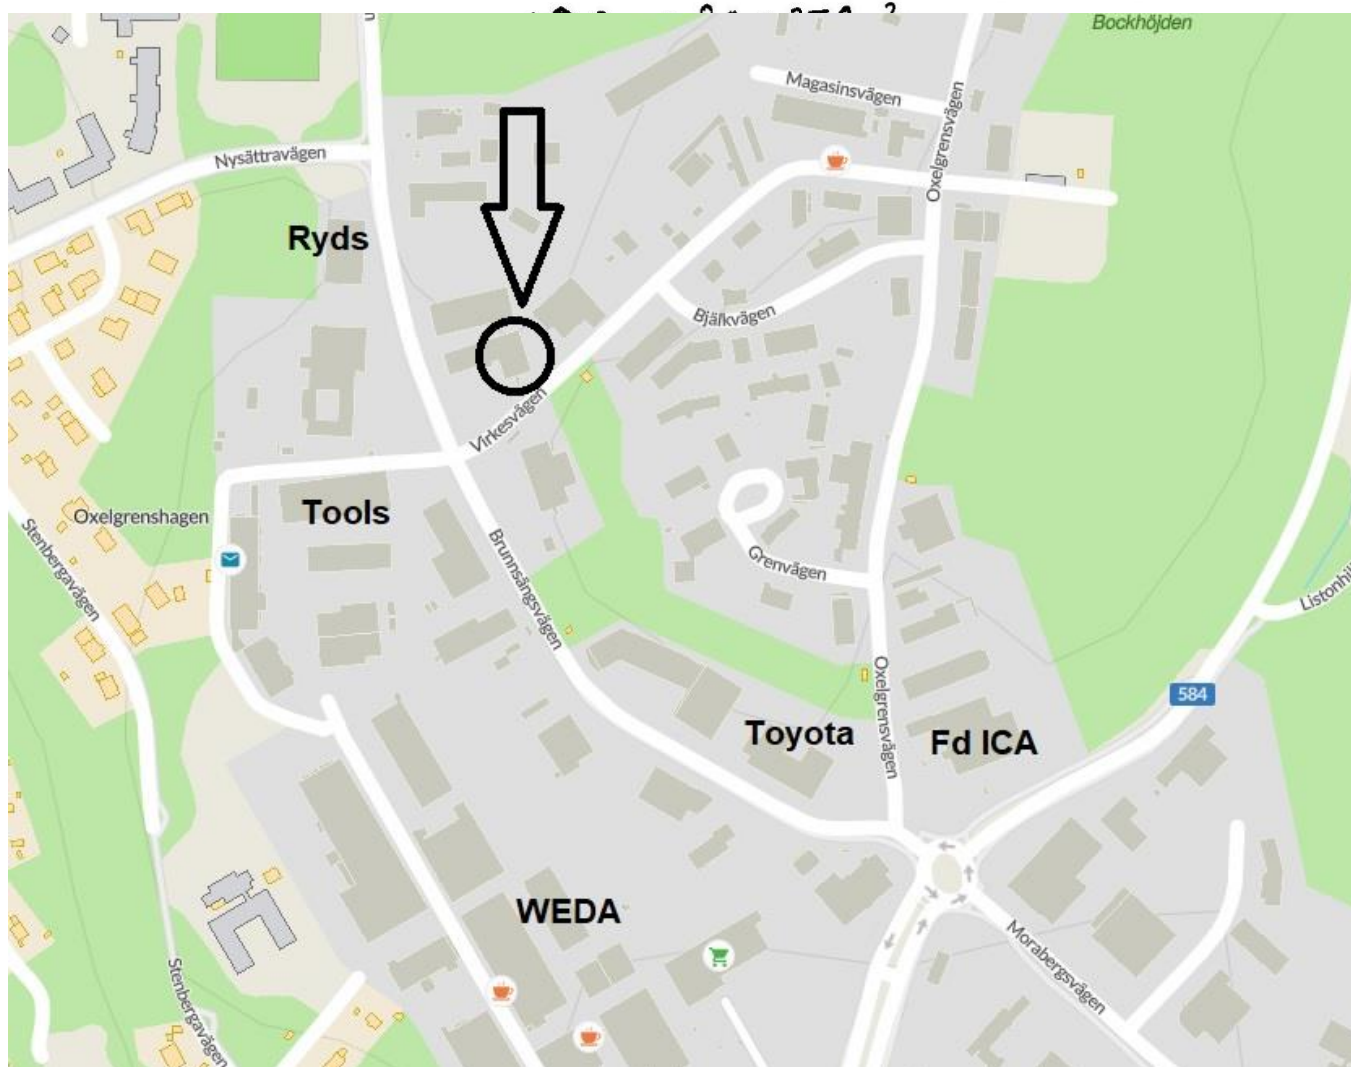 Bockhöjden
Magasinsvägen
Oxelgrensvägen
Nysättravägen
Ryds
Bjälkvägen
Virkesvägen
Tools
Oxelgrenshagen
Stenbergavägen
Brunnsängsvägen
Grenvägen
584
Oxelgrensvägen
Toyota
Fd ICA
WEDA
Morabergsvägen
Stenbergavägen